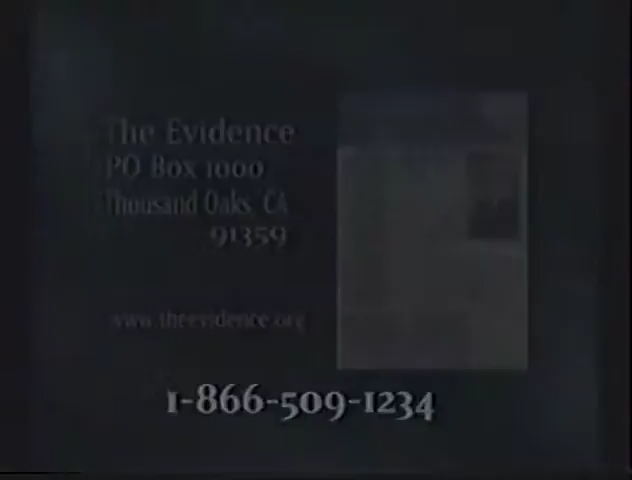 The Evidence
PO Box 1000
Thousand Oaks, CA
91359
www.theevidence.org
1-866-509-1234